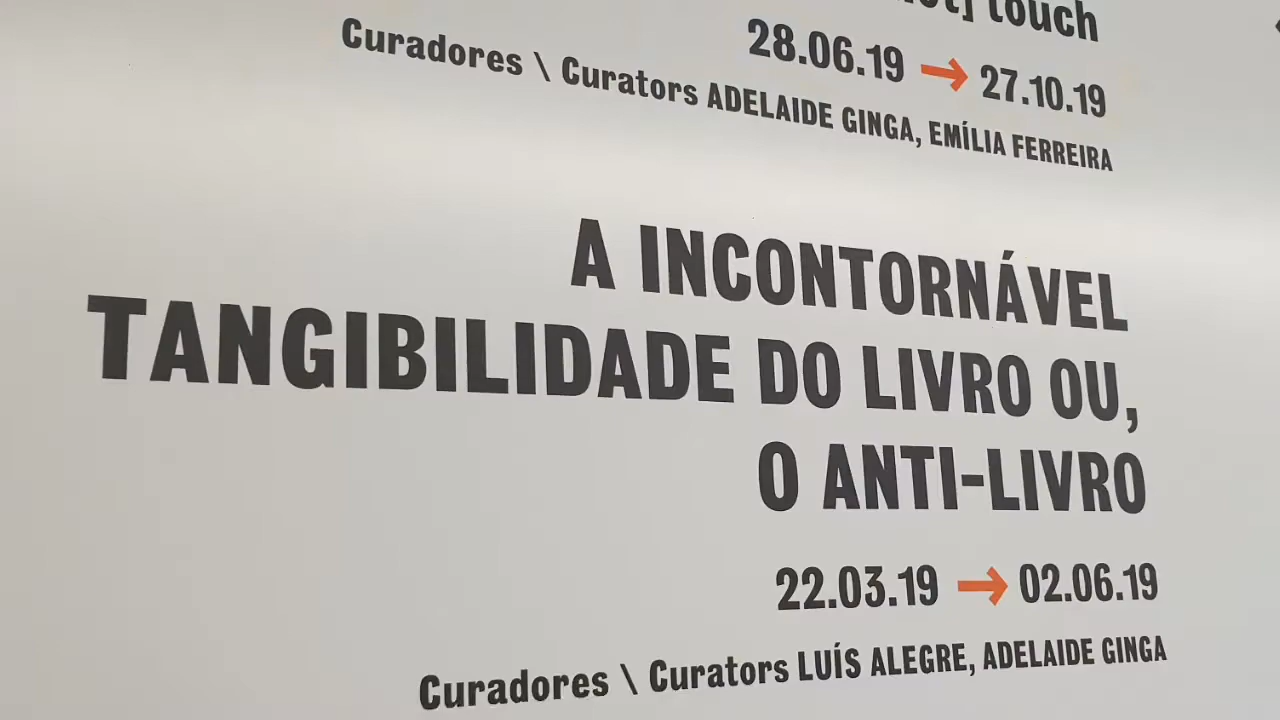 touch
28.06.19 → 27.10.19
Curadores \ Curators ADELAIDE GINGA, EMÍLIA FERREIRA
A INCONTORNÁVEL
TANGIBILIDADE DO LIVRO OU,
O ANTI-LIVRO
22.03.19 → 02.06.19
Curadores \ Curators LUÍS ALEGRE, ADELAIDE GINGA